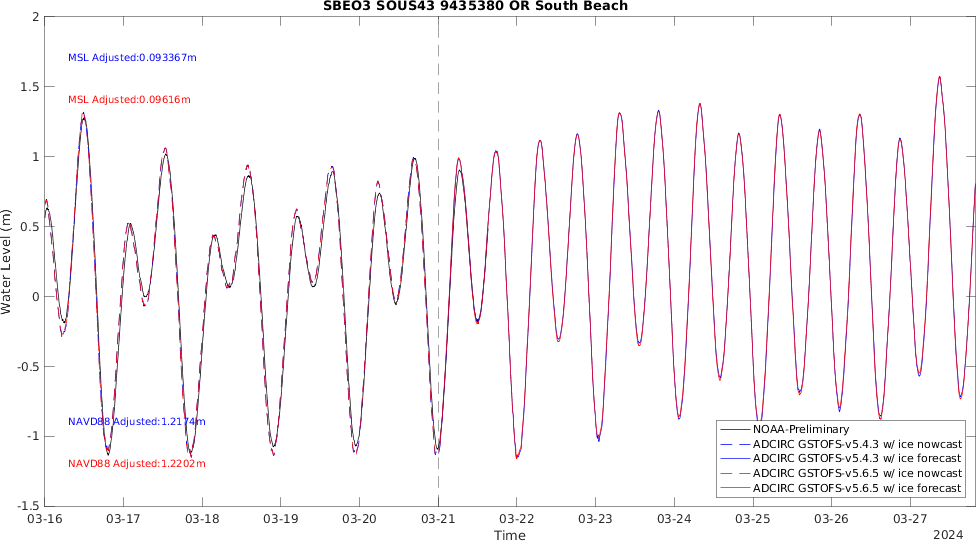 SBEO3 SOUS43 9435380 OR South Beach
2
1.5
1
0.5
0
-0.5
-1
-1.5
Water Level (m)
MSL Adjusted:0.093367m
MSL Adjusted:0.09616m
NAVD88 Adjusted:1.2174m
NAVD88 Adjusted:1.2202m
NOAA-Preliminary
ADCIRC GSTOFS-v5.4.3 w/ ice nowcast
ADCIRC GSTOFS-v5.4.3 w/ ice forecast
ADCIRC GSTOFS-v5.6.5 w/ ice nowcast
ADCIRC GSTOFS-v5.6.5 w/ ice forecast
03-16 03-17 03-18 03-19 03-20 03-21 03-22 03-23 03-24 03-25 03-26 03-27
Time
2024